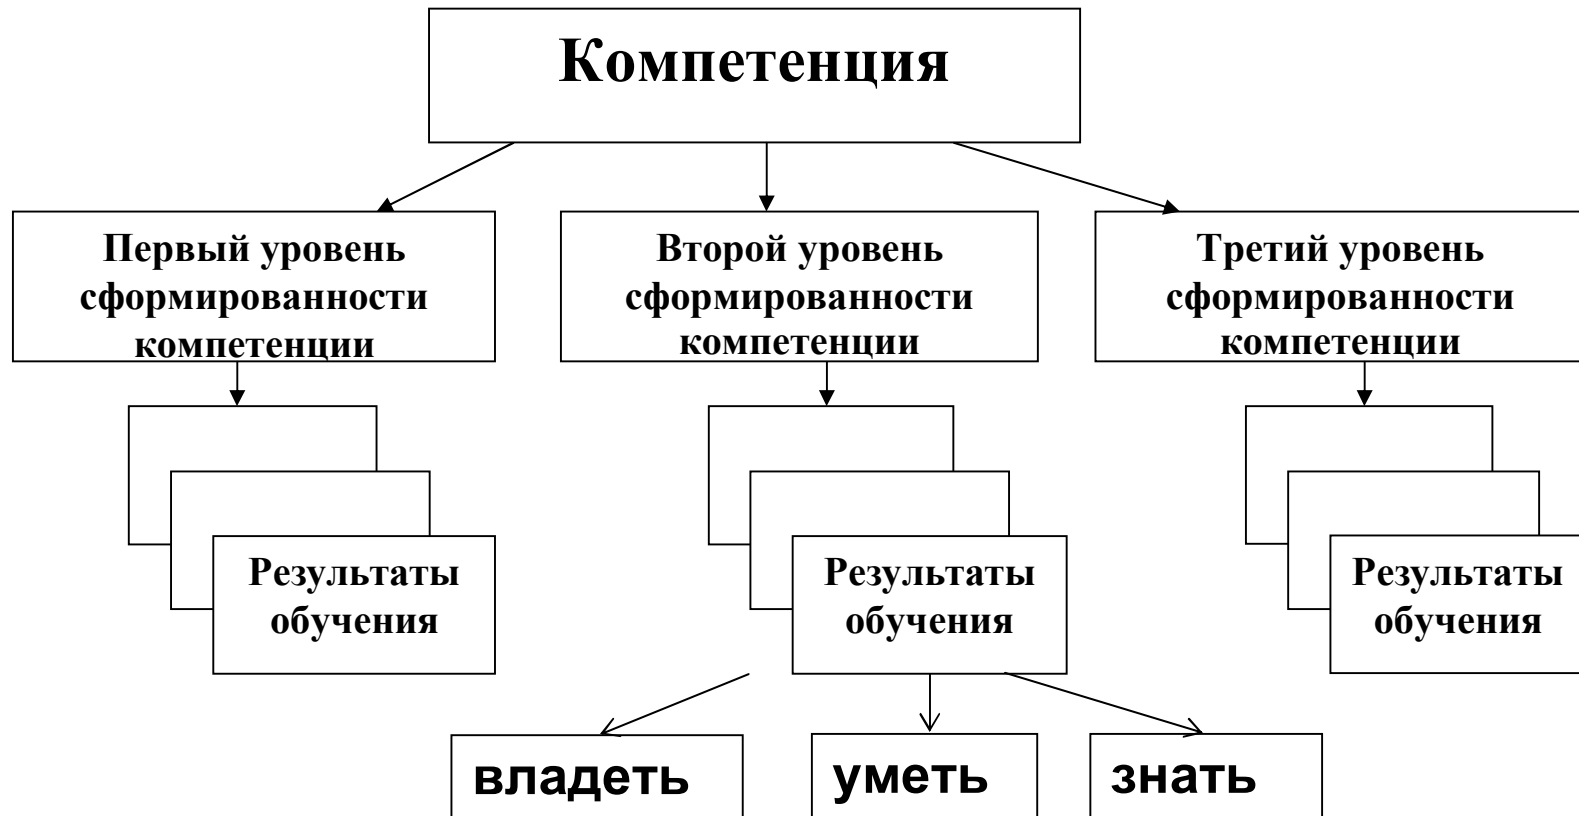 Компетенция
Первый уровень
сформированности
компетенции
Второй уровень
сформированности
компетенции
Третий уровень
сформированности
компетенции
Результаты
обучения
Результаты
обучения
Результаты
обучения
владеть
уметь
знать